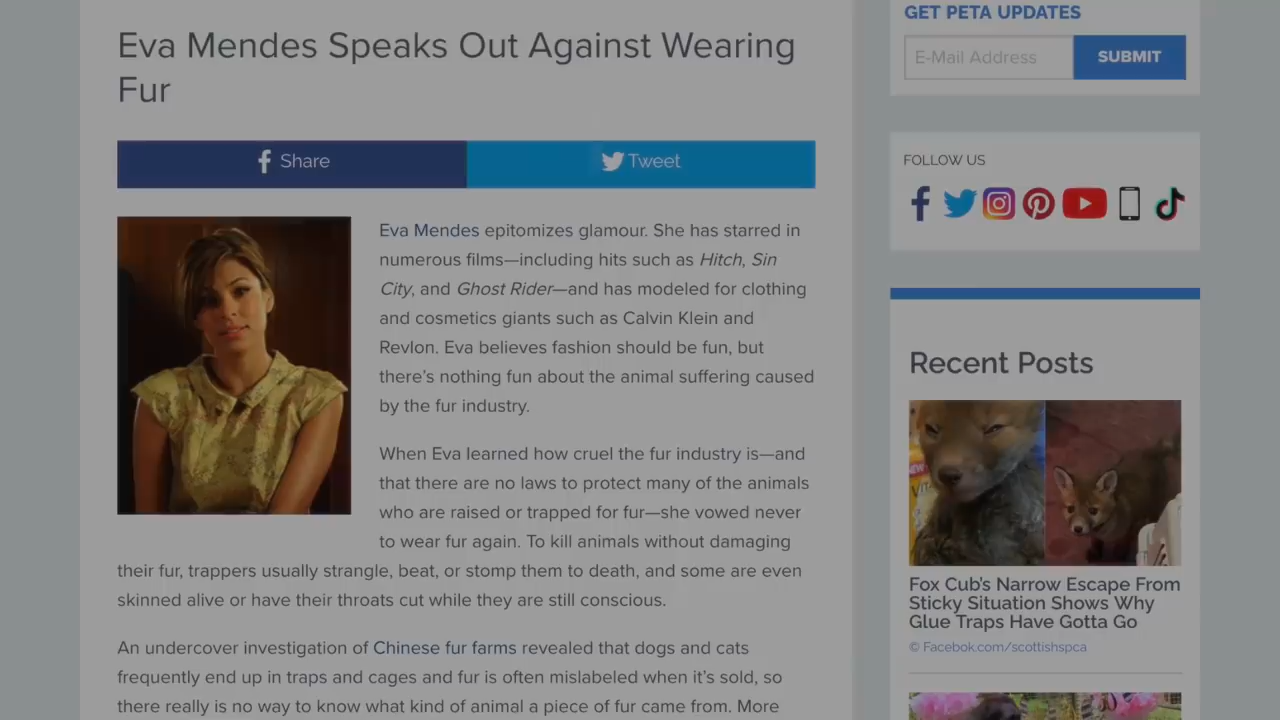 GET PETA UPDATES
Eva Mendes Speaks Out Against Wearing
Fur
E-Mail Address
SUBMIT
Share
Tweet
FOLLOW US
Eva Mendes epitomizes glamour. She has starred in
numerous films—including hits such as Hitch, Sin
City, and Ghost Rider—and has modeled for clothing
and cosmetics giants such as Calvin Klein and
Revlon. Eva believes fashion should be fun, but
there's nothing fun about the animal suffering caused
by the fur industry.
When Eva learned how cruel the fur industry is—and
that there are no laws to protect many of the animals
who are raised or trapped for fur—she vowed never
to wear fur again. To kill animals without damaging
their fur, trappers usually strangle, beat, or stomp them to death, and some are even
skinned alive or have their throats cut while they are still conscious.
An undercover investigation of Chinese fur farms revealed that dogs and cats
frequently end up in traps and cages and fur is often mislabeled when it's sold, so
there really is no way to know what kind of animal a piece of fur came from. More
Recent Posts
Fox Cub's Narrow Escape From
Sticky Situation Shows Why
Glue Traps Have Gotta Go
© Facebok.com/scottishspca